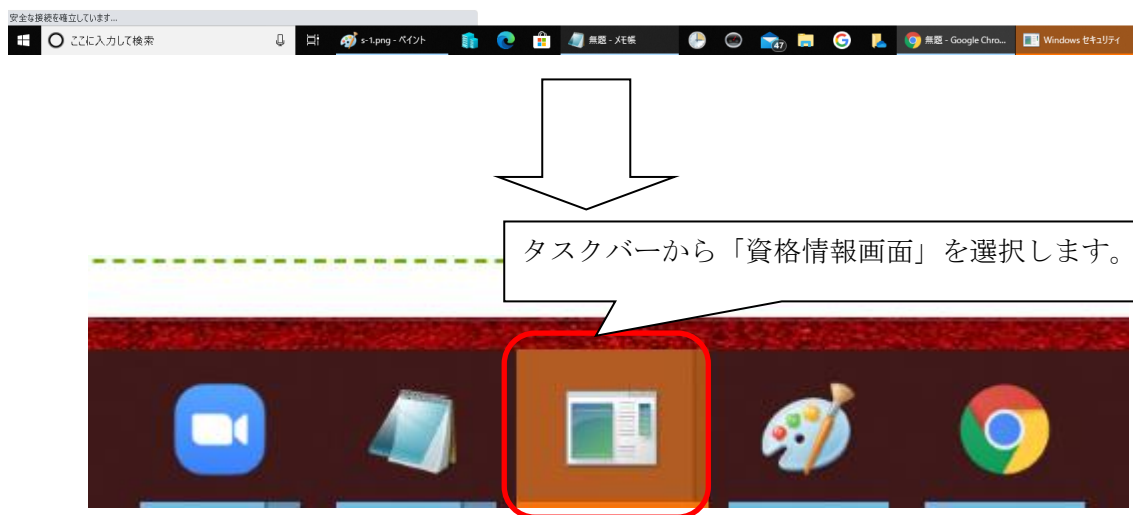 安全な接続を確立しています...
ここに入力して検索
s-1.png - ペイント
無題 - メモ帳
47
無題 - Google Chro...
Windows セキュリティ
タスクバーから「資格情報画面」を選択します。